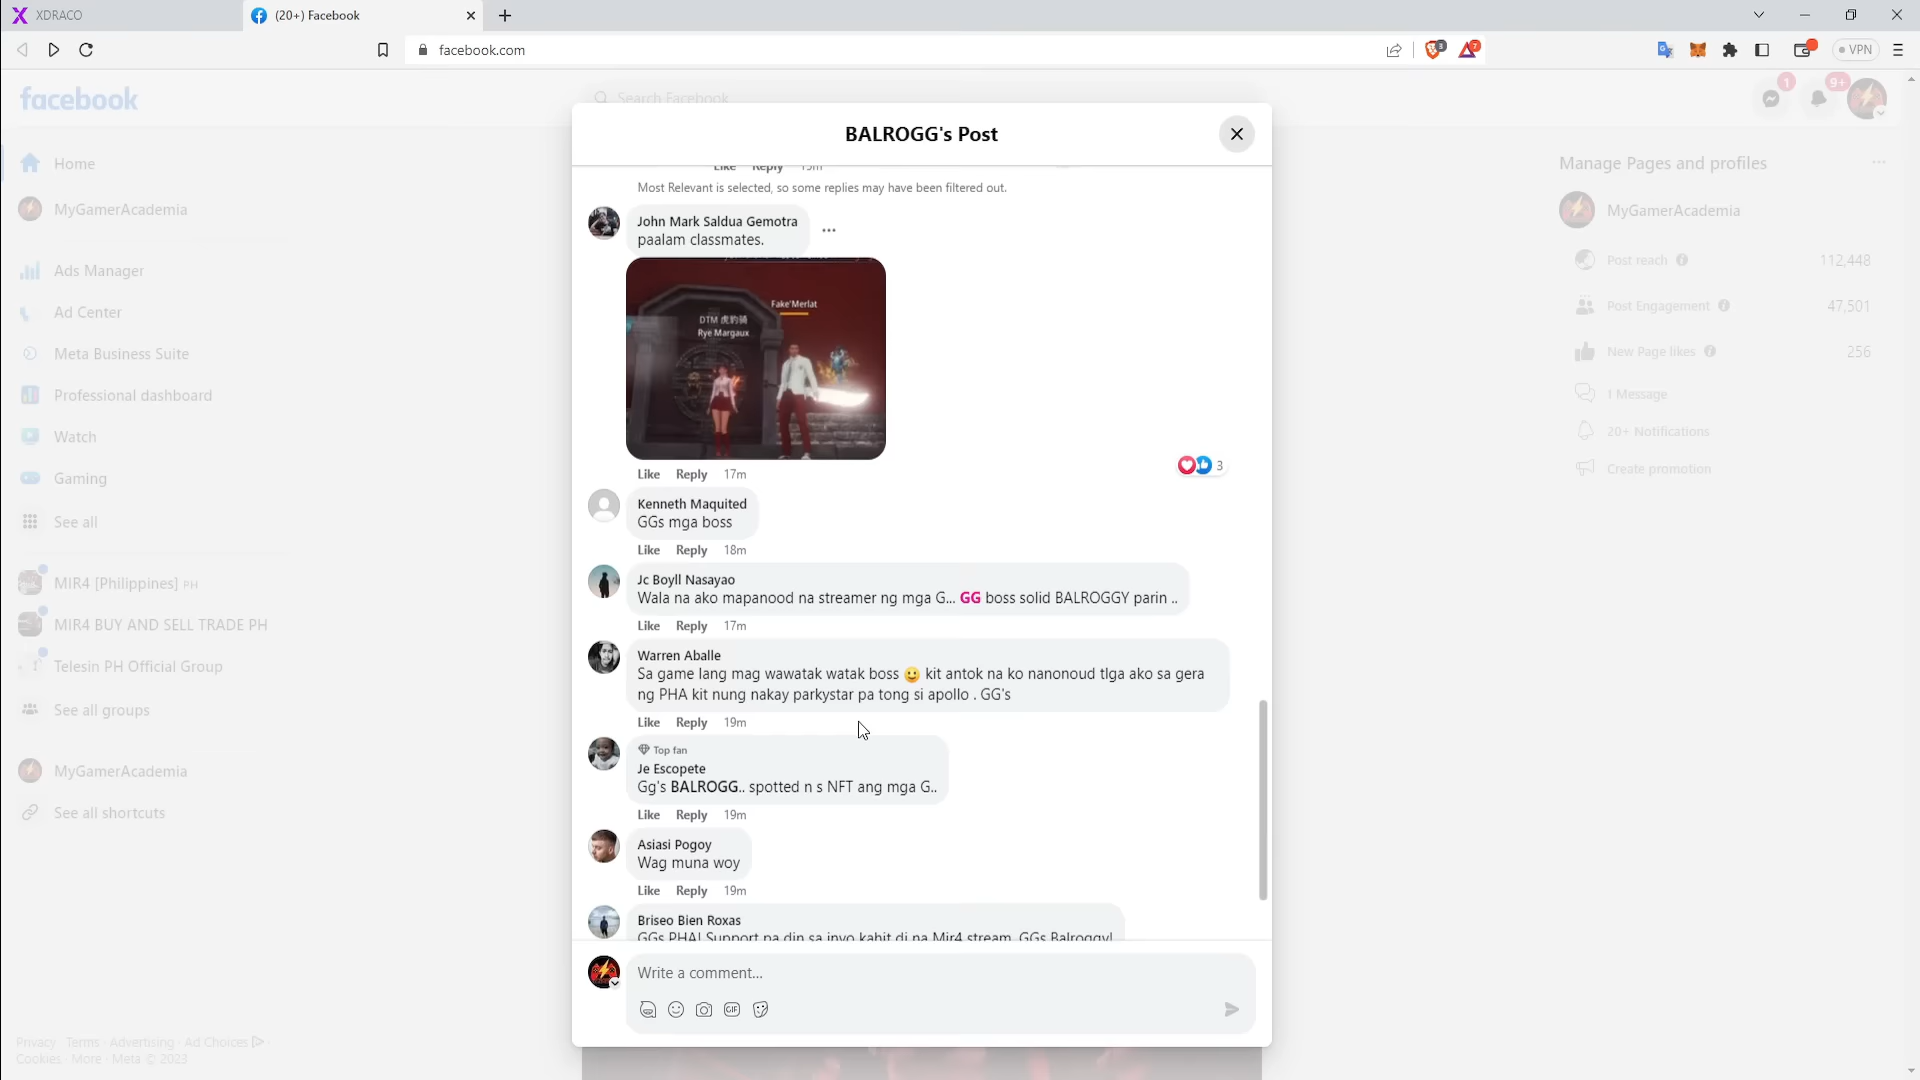 XDRACO
(20+) Facebook
facebook.com
3
7
VPN
facebook
Search Facebook
1
9+
BALROGG's Post
Home
MyGamerAcademia
Ads Manager
Ad Center
Meta Business Suite
Professional dashboard
Watch
Gaming
See all
MIR4 [Philippines] PH
MIR4 BUY AND SELL TRADE PH
Telesin PH Official Group
See all groups
MyGamerAcademia
See all shortcuts
Privacy · Terms · Advertising · Ad Choices ·
Cookies · More · Meta © 2023
Like Reply 15m
Most Relevant is selected, so some replies may have been filtered out.
John Mark Saldua Gemotra
paalam classmates.
Fake'Merlat
DTM 虎豹骑
Rye Margaux
Like Reply 17m
3
Kenneth Maquited
GGs mga boss
Like Reply 18m
Jc Boyll Nasayao
Wala na ako mapanood na streamer ng mga G... GG boss solid BALROGGY parin ..
Like Reply 17m
Warren Aballe
Sa game lang mag wawatak watak boss 🙂 kit antok na ko nanonoud tlga ako sa gera
ng PHA kit nung nakay parkystar pa tong si apollo . GG's
Like Reply 19m
Top fan
Je Escopete
Gg's BALROGG.. spotted n s NFT ang mga G..
Like Reply 19m
Asiasi Pogoy
Wag muna woy
Like Reply 19m
Briseo Bien Roxas
GGs PHA! Support pa din sa inyo kahit di na Mir4 stream. GGs Balroggy!
Write a comment...
GIF
Manage Pages and profiles
MyGamerAcademia
Post reach 112,448
Post Engagement 47,501
New Page likes 256
1 Message
20+ Notifications
Create promotion